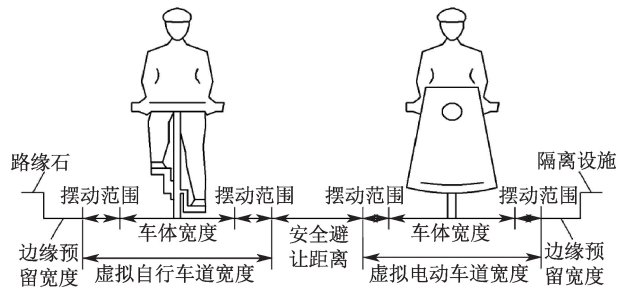 路缘石
隔离设施
摆动范围
摆动范围
摆动范围
摆动范围
边缘预
留宽度
车体宽度
安全避
让距离
车体宽度
边缘预
留宽度
虚拟自行车道宽度
虚拟电动车道宽度